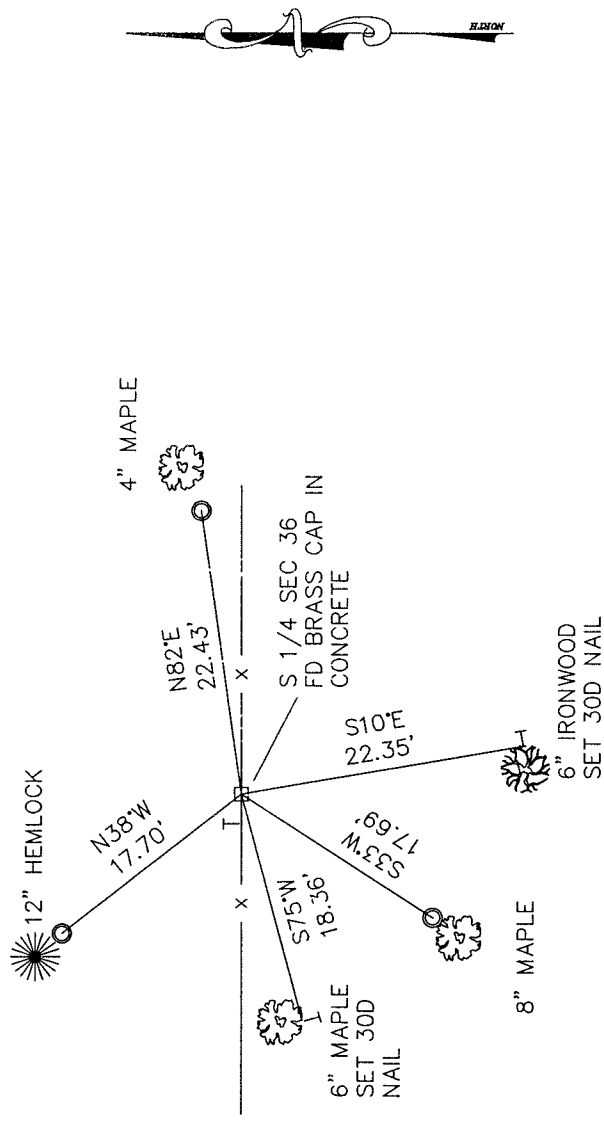 NORTH
4" MAPLE
N82°E
22.43'
S 1/4 SEC 36
FD BRASS CAP IN
CONCRETE
12" HEMLOCK
N38°W
17.70'
T
X
X
S75°W
18.36'
S10°E
22.35'
S33°W
17.69'
6" MAPLE
SET 30D
NAIL
8" MAPLE
6" IRONWOOD
SET 30D NAIL